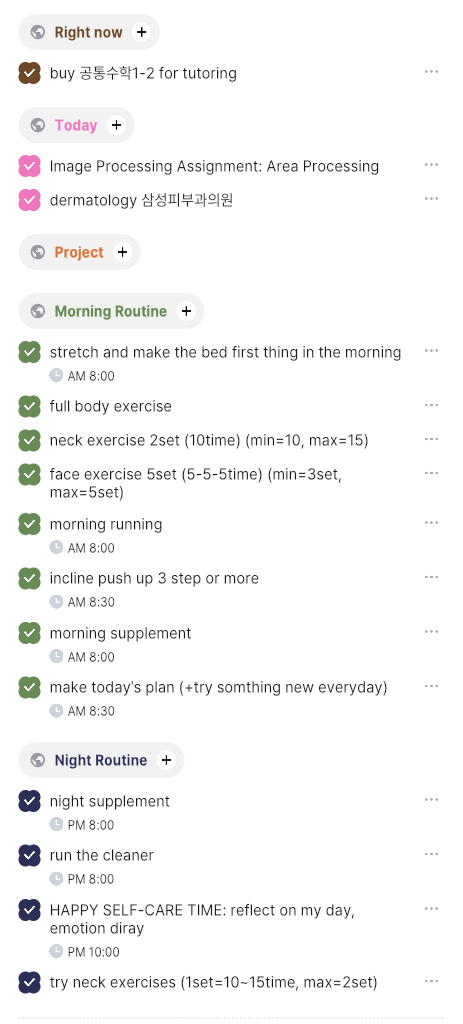 Right now +
buy 공통수학1-2 for tutoring
Today +
Image Processing Assignment: Area Processing
dermatology 삼성피부과의원
Project +
Morning Routine +
stretch and make the bed first thing in the morning
AM 8:00
full body exercise
neck exercise 2set (10time) (min=10, max=15)
face exercise 5set (5-5-5time) (min=3set,
max=5set)
morning running
AM 8:00
incline push up 3 step or more
AM 8:30
morning supplement
AM 8:00
make today's plan (+try somthing new everyday)
AM 8:30
Night Routine +
night supplement
PM 8:00
run the cleaner
PM 8:00
HAPPY SELF-CARE TIME: reflect on my day,
emotion diray
PM 10:00
try neck exercises (1set=10~15time, max=2set)